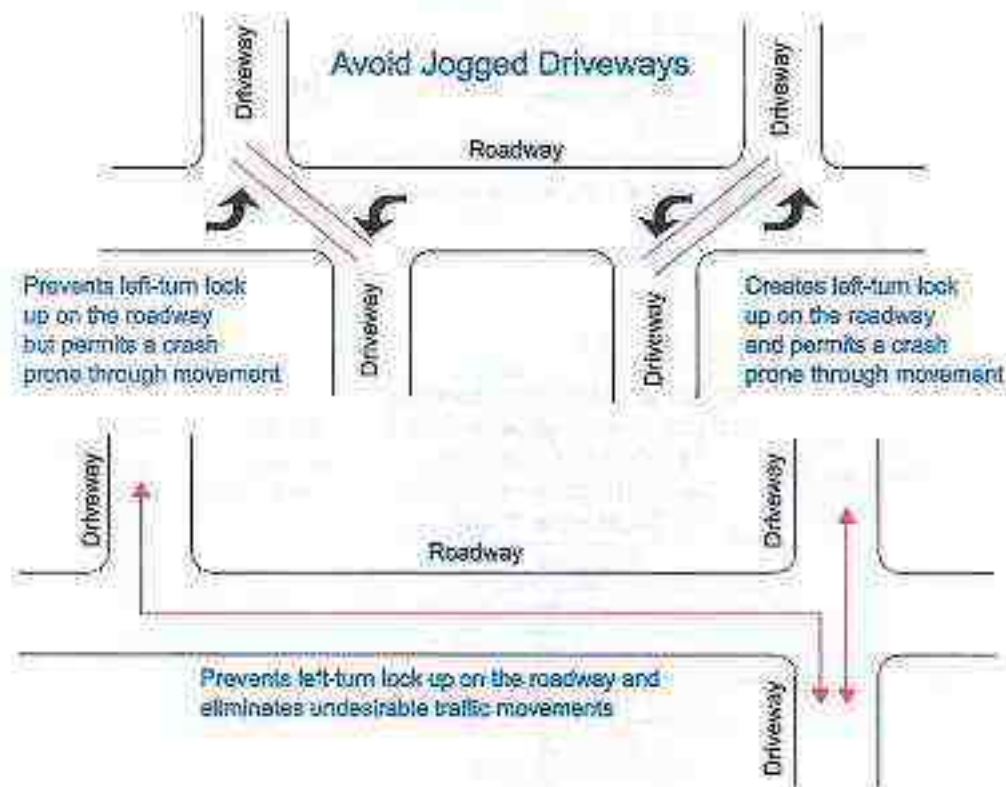 Driveway
Avoid Jogged Driveways
Driveway
Roadway
Prevents left-turn lock
up on the roadway
but permits a crash
prone through movement
Driveway
Driveway
Creates left-turn lock
up on the roadway
and permits a crash
prone through movement
Driveway
Roadway
Driveway
Prevents left-turn lock up on the roadway and
eliminates undesirable traffic movements
Driveway